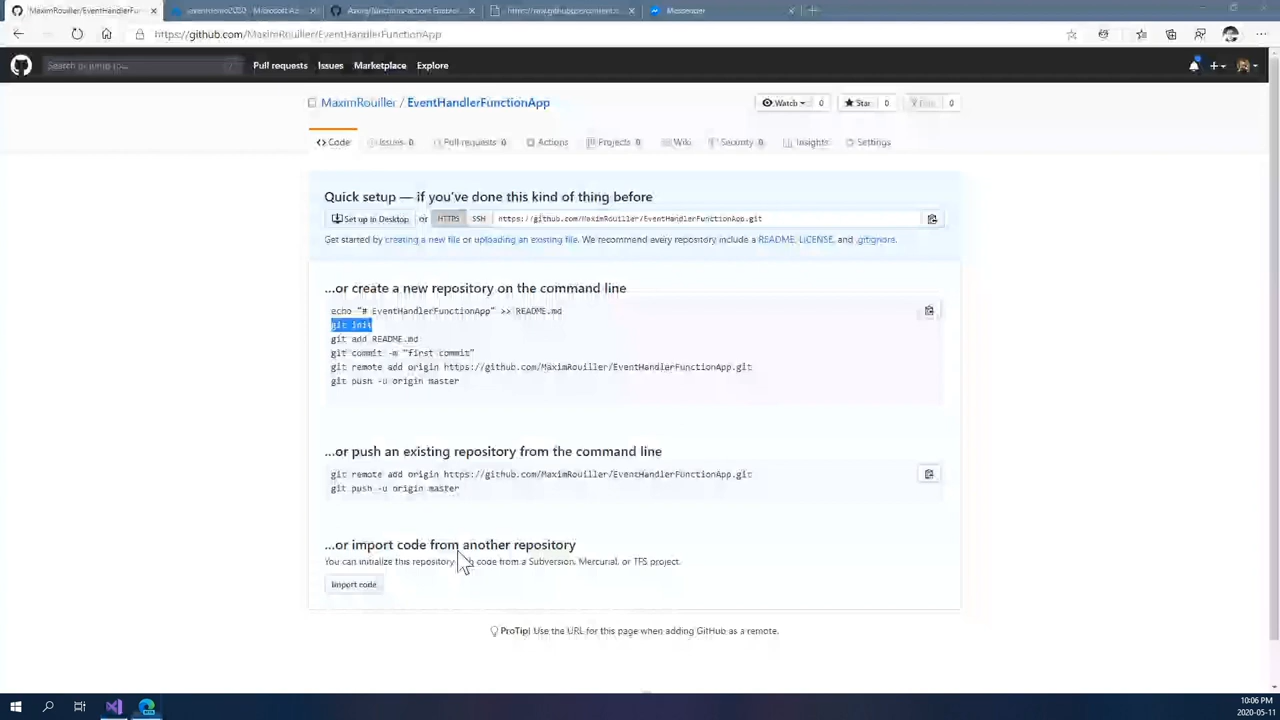 MaximRouiller/EventHandlerFu
Messenger
https://github.com/MaximRouiller/EventHandlerFunctionApp
Search or jump to...
Pull requests Issues Marketplace Explore
MaximRouiller / EventHandlerFunctionApp
Watch 0 Star 0 0
Code Issues 0 Pull requests 0 Actions Projects 0 Wiki Security 0 Insights Settings
Quick setup — if you've done this kind of thing before
Set up in Desktop or HTTPS SSH https://github.com/MaximRouiller/EventHandlerFunctionApp.git
Get started by creating a new file or uploading an existing file. We recommend every repository include a README, LICENSE, and .gitignore.
...or create a new repository on the command line
echo "# EventHandlerFunctionApp" >> README.md
git init
git add README.md
git commit -m "first commit"
git remote add origin https://github.com/MaximRouiller/EventHandlerFunctionApp.git
git push -u origin master
...or push an existing repository from the command line
git remote add origin https://github.com/MaximRouiller/EventHandlerFunctionApp.git
git push -u origin master
...or import code from another repository
You can initialize this repository code from a Subversion, Mercurial, or TFS project.
Import code
ProTip! Use the URL for this page when adding GitHub as a remote.
10:06 PM
2020-05-11